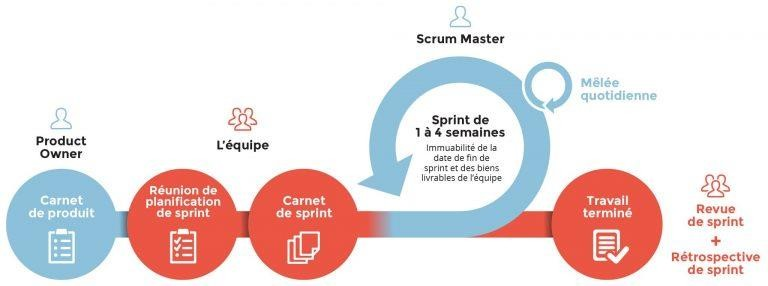 Scrum Master
Mêlée
quotidienne
Sprint de
1 à 4 semaines
Immuabilité de la
date de fin de
sprint et des biens
livrables de l'équipe
Product
Owner
L'équipe
Carnet
de produit
Réunion de
planification
de sprint
Carnet
de sprint
Travail
terminé
Revue
de sprint
+
Rétrospective
de sprint